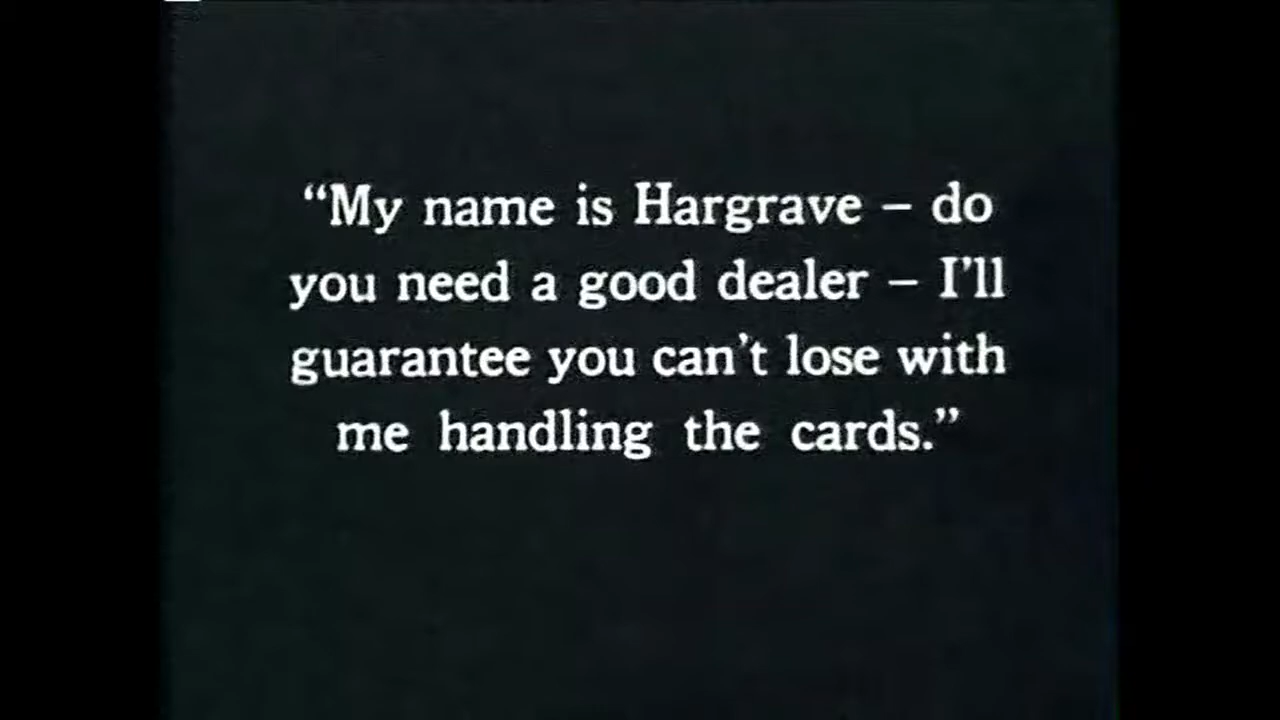 “My name is Hargrave – do
you need a good dealer – I’ll
guarantee you can’t lose with
me handling the cards.”